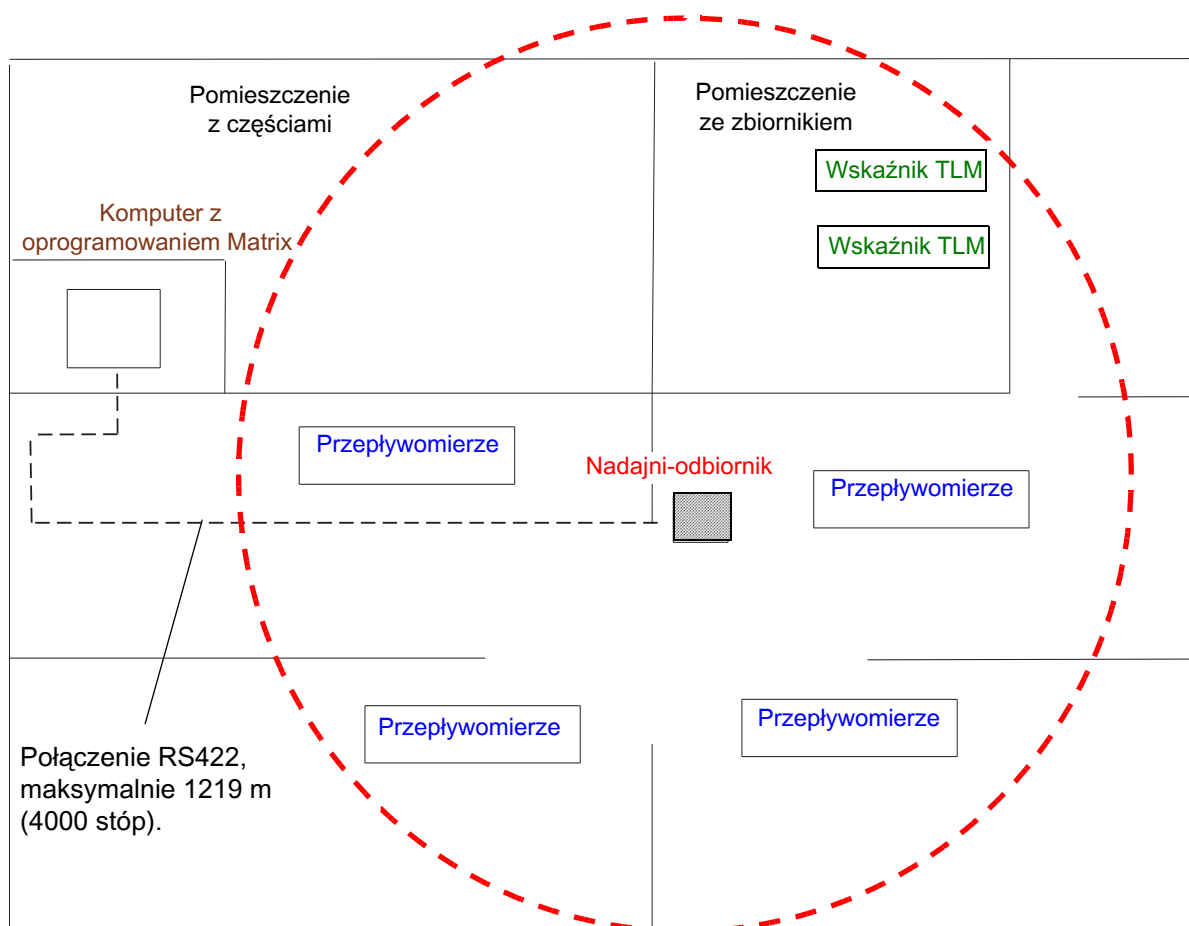 Pomieszczenie
z częściami
Pomieszczenie
ze zbiornikiem
Wskaźnik TLM
Komputer z
oprogramowaniem Matrix
Wskaźnik TLM
Przepływomierze
Nadajni-odbiornik
Przepływomierze
Przepływomierze
Przepływomierze
Połączenie RS422,
maksymalnie 1219 m
(4000 stóp).